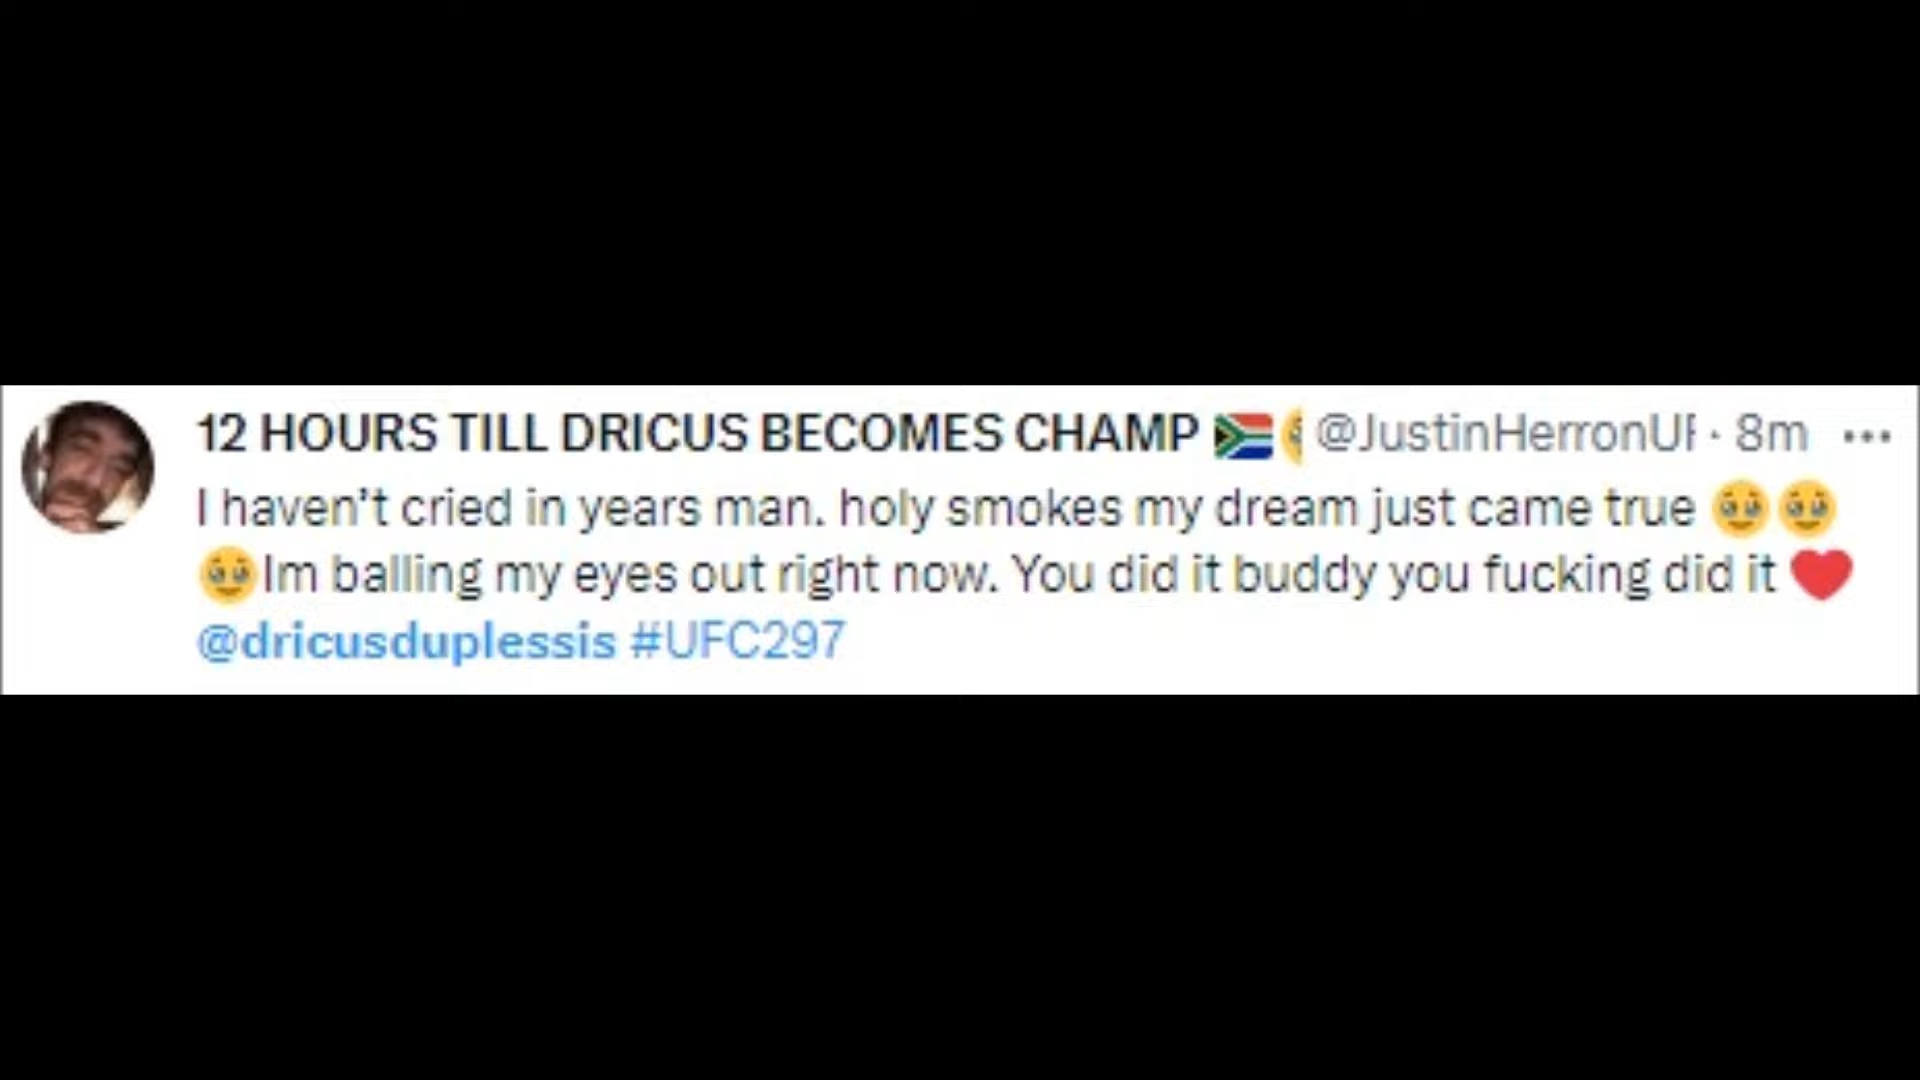 12 HOURS TILL DRICUS BECOMES CHAMP 🇿🇦 @JustinHerronUF · 8m ···
I haven't cried in years man. holy smokes my dream just came true 🥹🥹
🥹Im balling my eyes out right now. You did it buddy you fucking did it ❤️
@dricusduplessis #UFC297